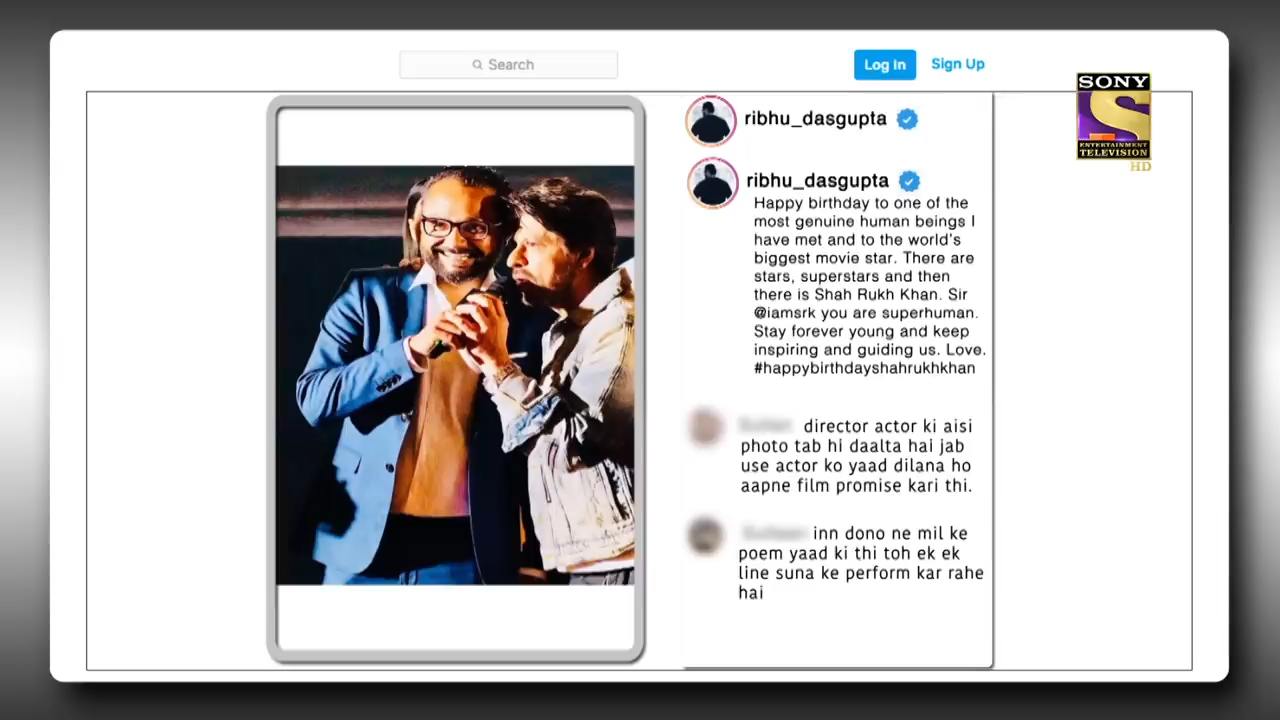 Search
Log In
Sign Up
SONY
ENTERTAINMENT
TELEVISION
HD
ribhu_dasgupta
ribhu_dasgupta
Happy birthday to one of the
most genuine human beings I
have met and to the world's
biggest movie star. There are
stars, superstars and then
there is Shah Rukh Khan. Sir
@iamsrk you are superhuman.
Stay forever young and keep
inspiring and guiding us. Love.
#happybirthdayshahrukhkhan
director actor ki aisi
photo tab hi daalta hai jab
use actor ko yaad dilana ho
aapne film promise kari thi.
inn dono ne mil ke
poem yaad ki thi toh ek ek
line suna ke perform kar rahe
hai